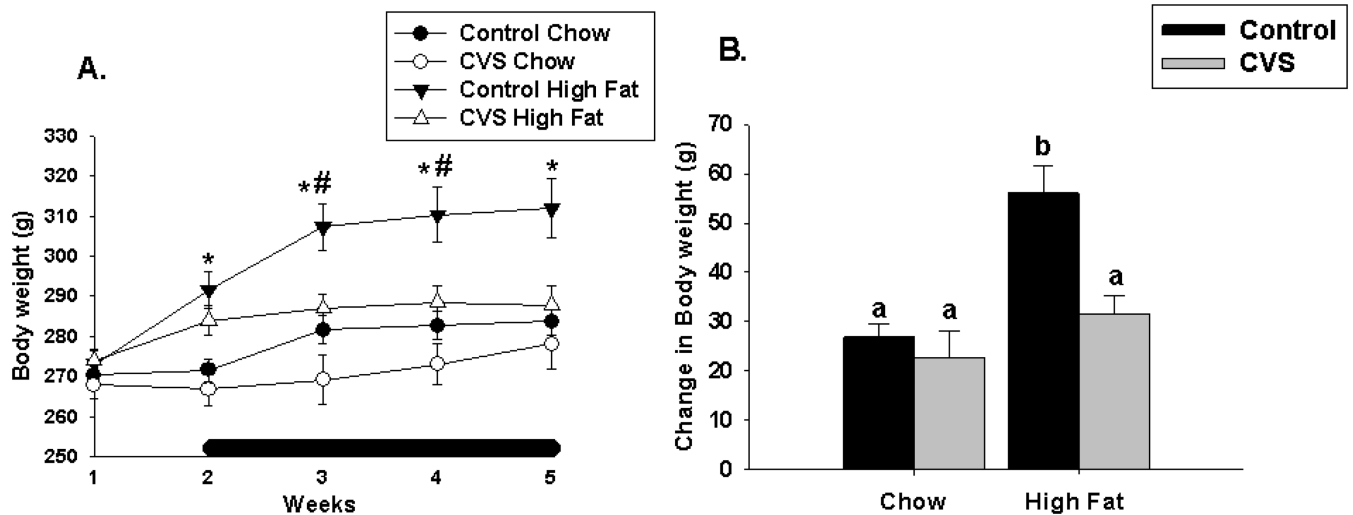 A.
Control Chow
CVS Chow
Control High Fat
CVS High Fat
Body weight (g)
330
320
310
300
290
280
270
260
250
*
*#
*#
*
1 2 3 4 5
Weeks
B.
Control
CVS
Change in Body weight (g)
70
60
50
40
30
20
10
0
a a b a
Chow High Fat